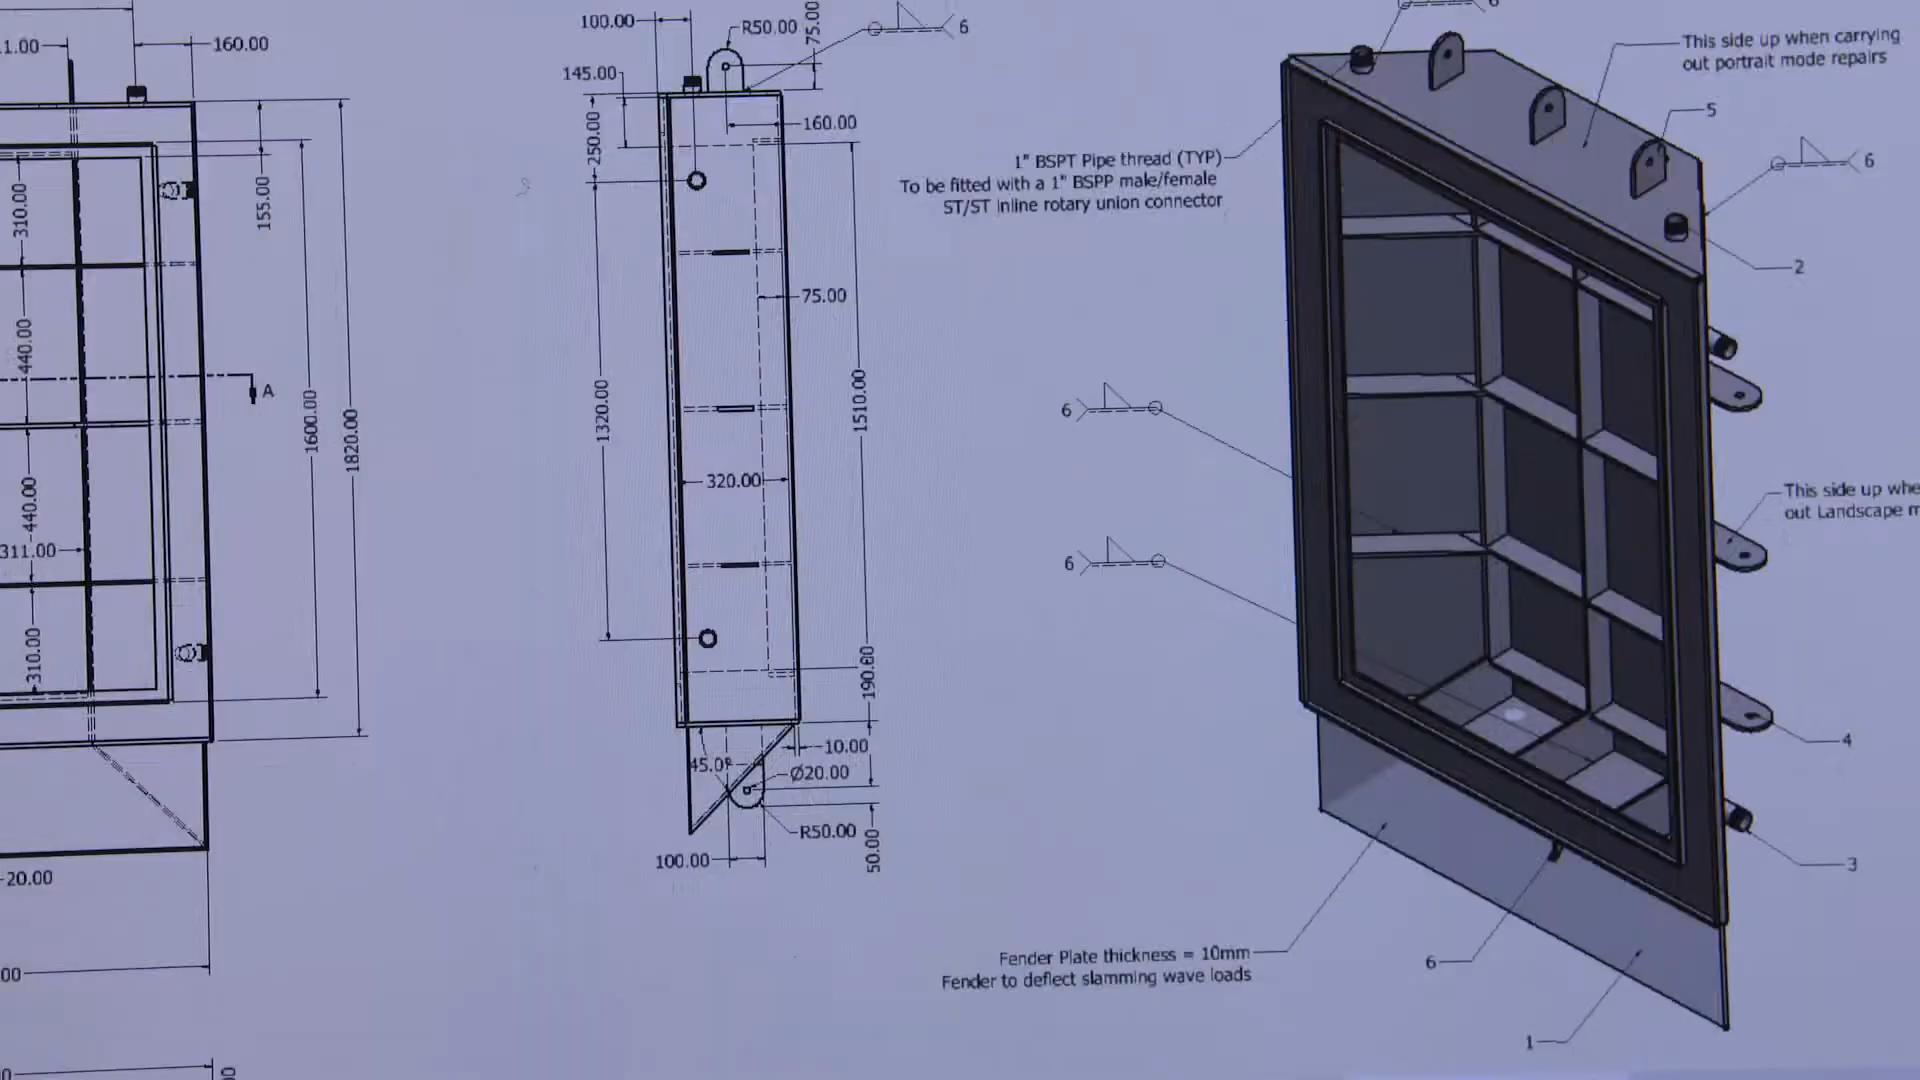 1.00
160.00
155.00
310.00
440.00
A
1600.00
1820.00
440.00
311.00
310.00
20.00
00
100.00
R50.00
75.00
6
145.00
250.00
160.00
75.00
1320.00
1510.00
320.00
190.60
10.00
45.0°
Ø20.00
R50.00
100.00
50.00
6
This side up when carrying
out portrait mode repairs
5
6
1" BSPT Pipe thread (TYP)
To be fitted with a 1" BSPP male/female
ST/ST inline rotary union connector
2
6
This side up whe
out Landscape m
6
4
3
Fender Plate thickness = 10mm
Fender to deflect slamming wave loads
6
1